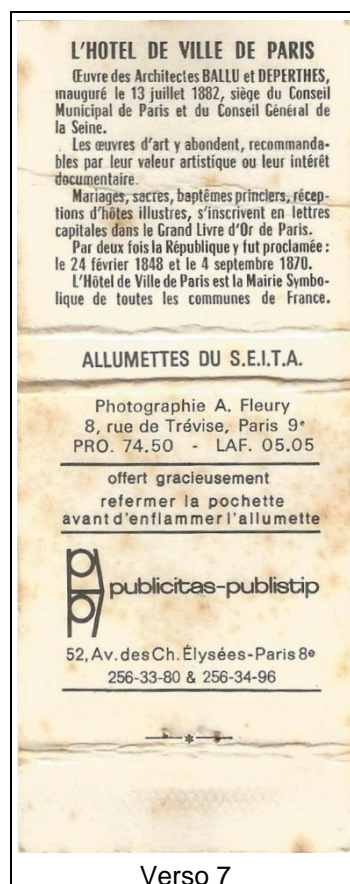 L'HOTEL DE VILLE DE PARIS
Œuvre des Architectes BALLU et DEPERTHES,
inauguré le 13 juillet 1882, siège du Conseil
Municipal de Paris et du Conseil Général de
la Seine.
Les œuvres d'art y abondent, recommanda-
bles par leur valeur artistique ou leur intérêt
documentaire.
Mariages, sacres, baptêmes princiers, récep-
tions d'hôtes illustres, s'inscrivent en lettres
capitales dans le Grand Livre d'Or de Paris.
Par deux fois la République y fut proclamée :
le 24 février 1848 et le 4 septembre 1870.
L'Hôtel de Ville de Paris est la Mairie Symbo-
lique de toutes les communes de France.
ALLUMETTES DU S.E.I.T.A.
Photographie A. Fleury
8, rue de Trévise, Paris 9e
PRO. 74.50 - LAF. 05.05
offert gracieusement
refermer la pochette
avant d'enflammer l'allumette
publicitas-publistip
52, Av. des Ch. Élysées-Paris 8e
256-33-80 & 256-34-96
Verso 7